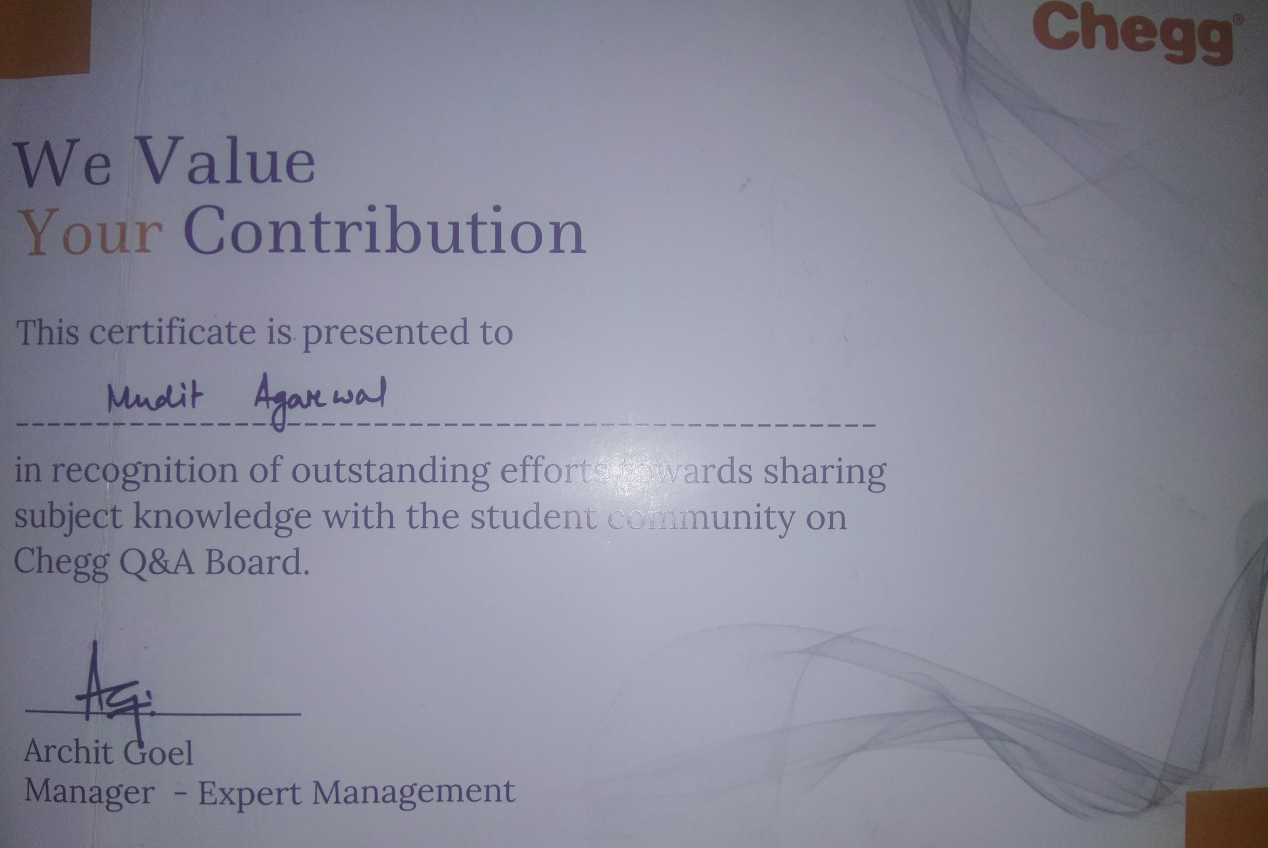 Chegg®
We Value
Your Contribution
This certificate is presented to
Mudit Agarwal
in recognition of outstanding efforts towards sharing
subject knowledge with the student community on
Chegg Q&A Board.
AG.
Archit Goel
Manager - Expert Management